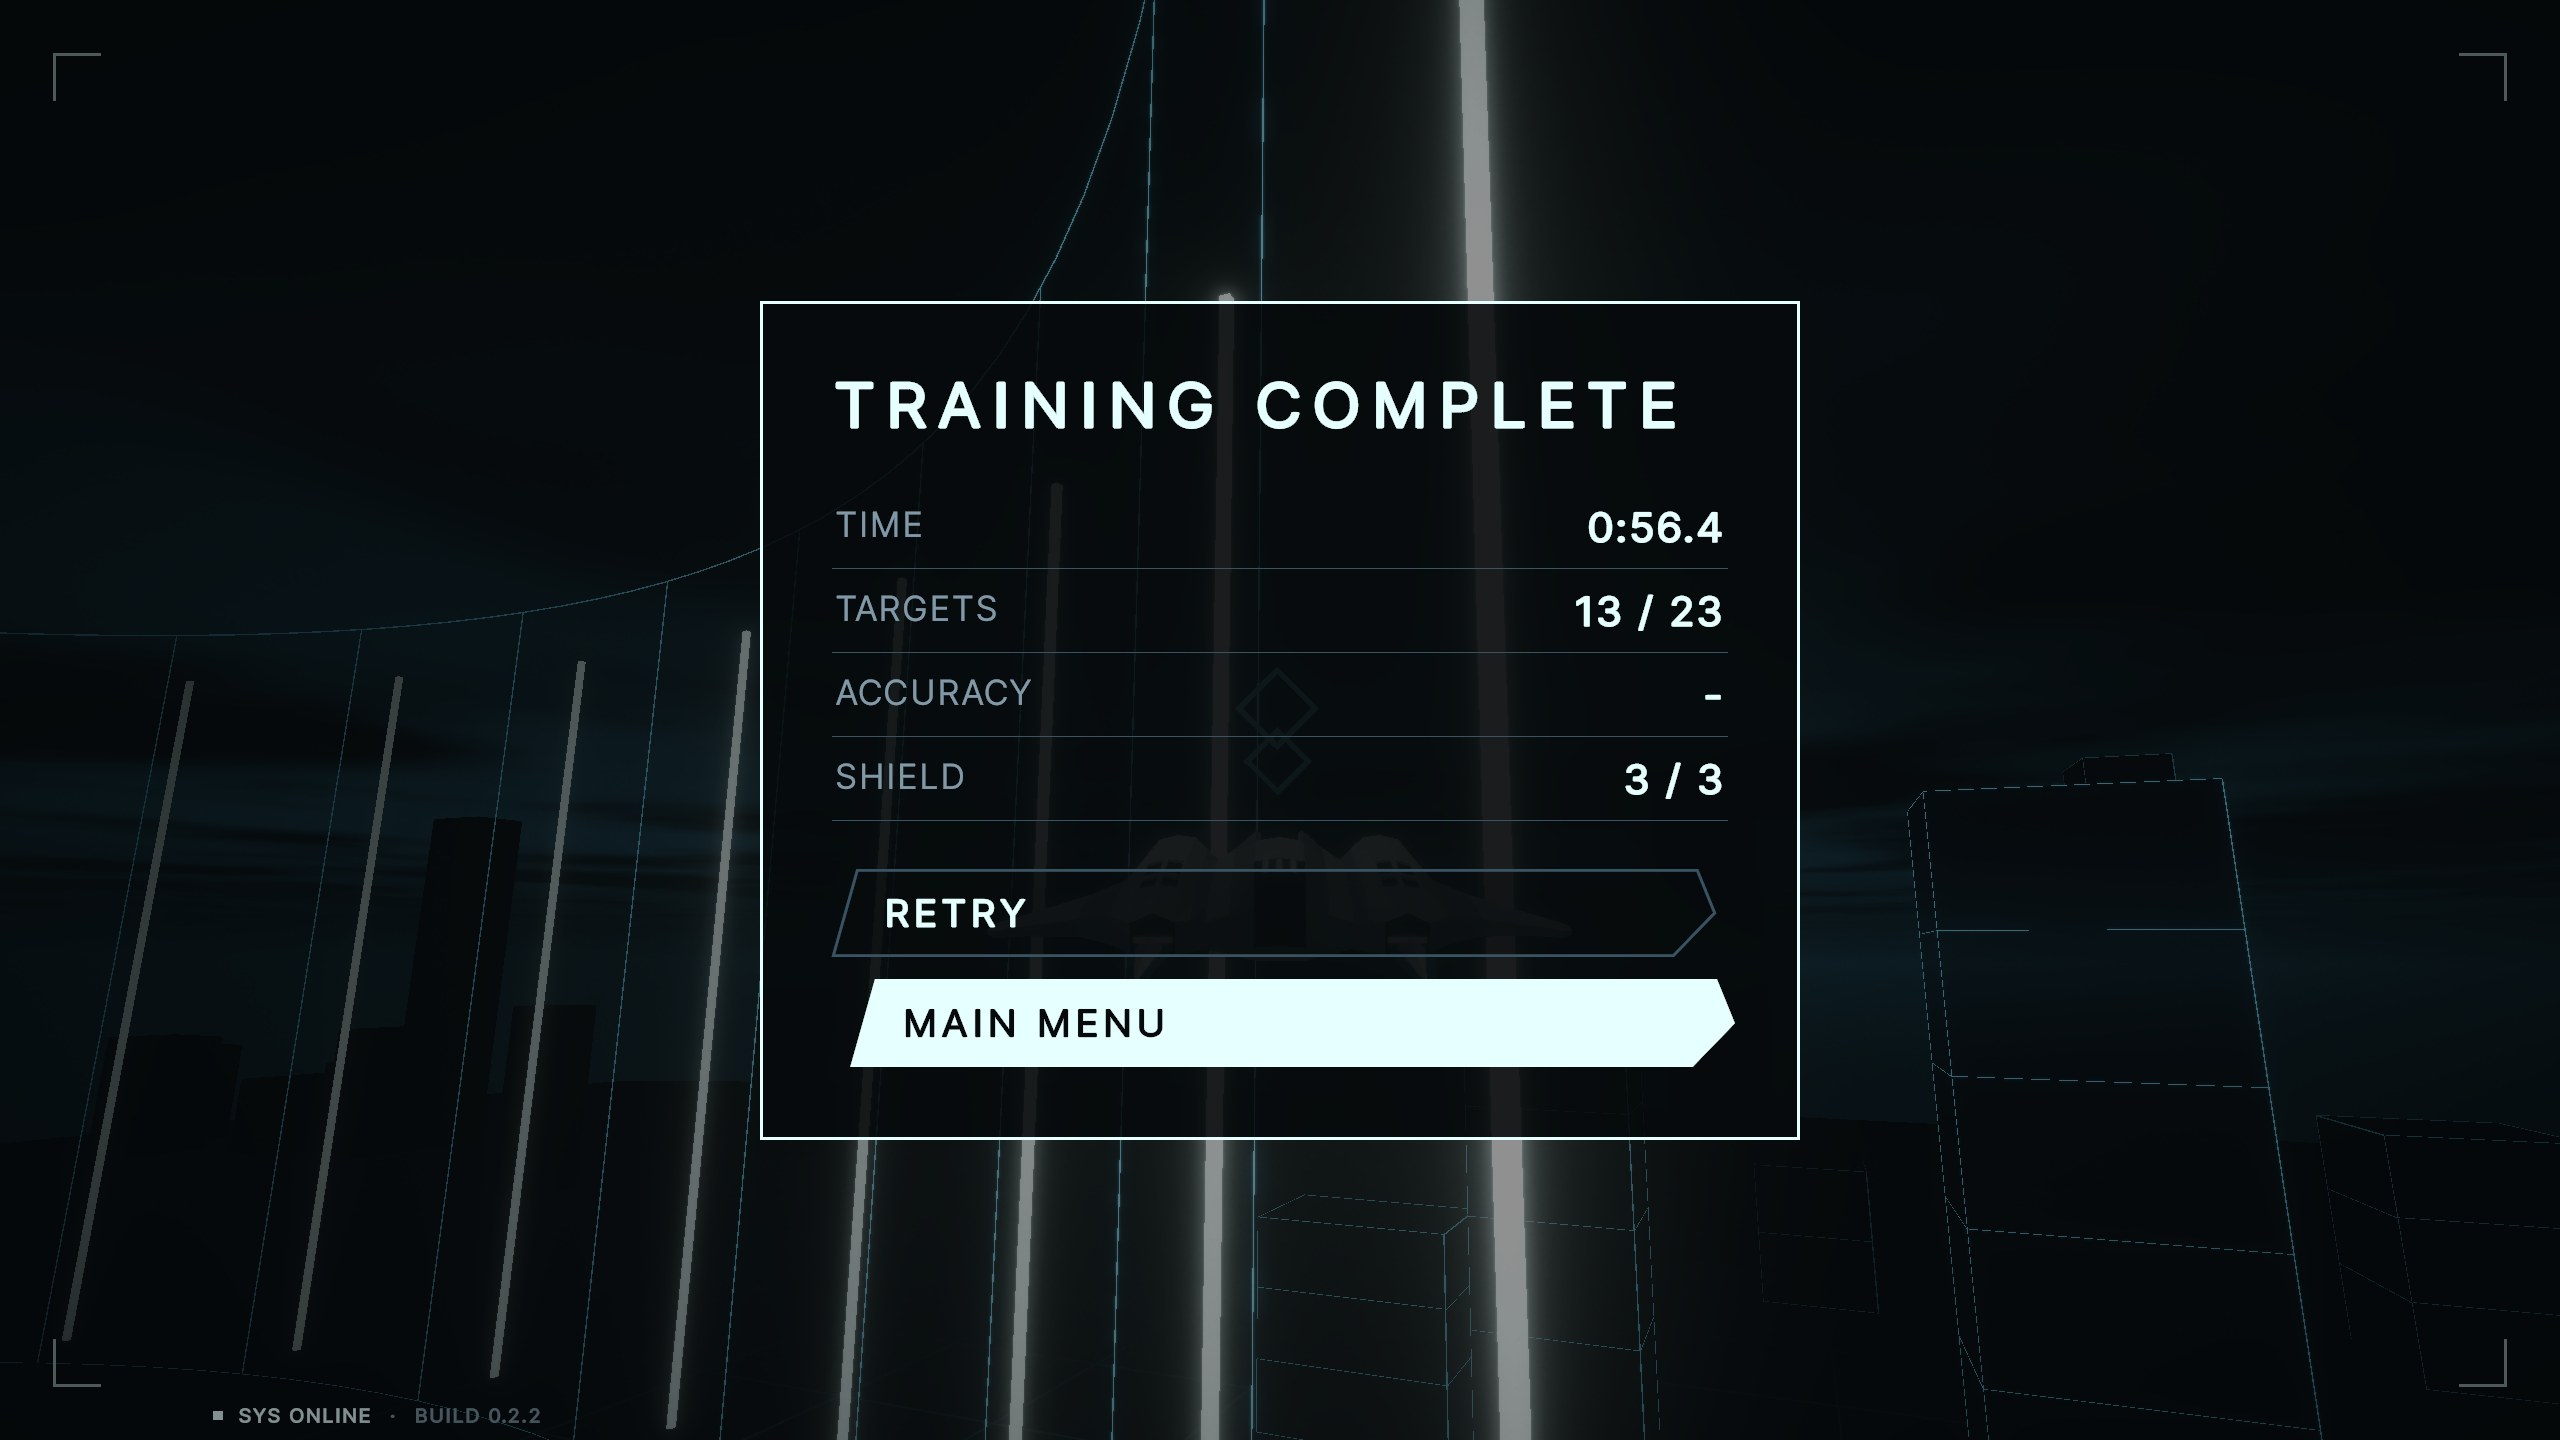 TRAINING COMPLETE
TIME 0:56.4
TARGETS 13 / 23
ACCURACY -
SHIELD 3 / 3
RETRY
MAIN MENU
SYS ONLINE · BUILD 0.2.2